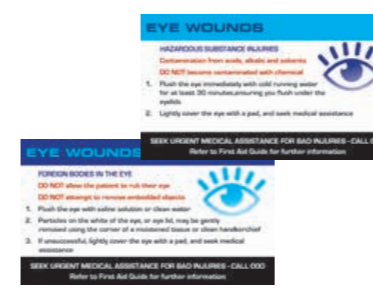 EYE WOUNDS
HAZARDOUS SUBSTANCE INJURIES
Contamination from acids, alkalis and solvents
DO NOT become contaminated with chemical
1. Flush the eye immediately with cold running water
for at least 30 minutes, ensuring you flush under the
eyelids
2. Lightly cover the eye with a pad, and seek medical assistance
SEEK URGENT MEDICAL ASSISTANCE FOR BAD INJURIES-CALL
Refer to First Aid Guide for further information
EYE WOUNDS
FOREIGN BODIES IN THE EYE
DO NOT allow the patient to rub their eye
DO NOT attempt to remove embedded objects
1. Flush the eye with saline solution or clean water
2. Particles on the white of the eye, or eye lid, may be gently
removed using the corner of a moistened tissue or clean handkerchief
3. If unsuccessful, lightly cover the eye with a pad, and seek medical
assistance
SEEK URGENT MEDICAL ASSISTANCE FOR BAD INJURIES-CALL 000
Refer to First Aid Guide for further information